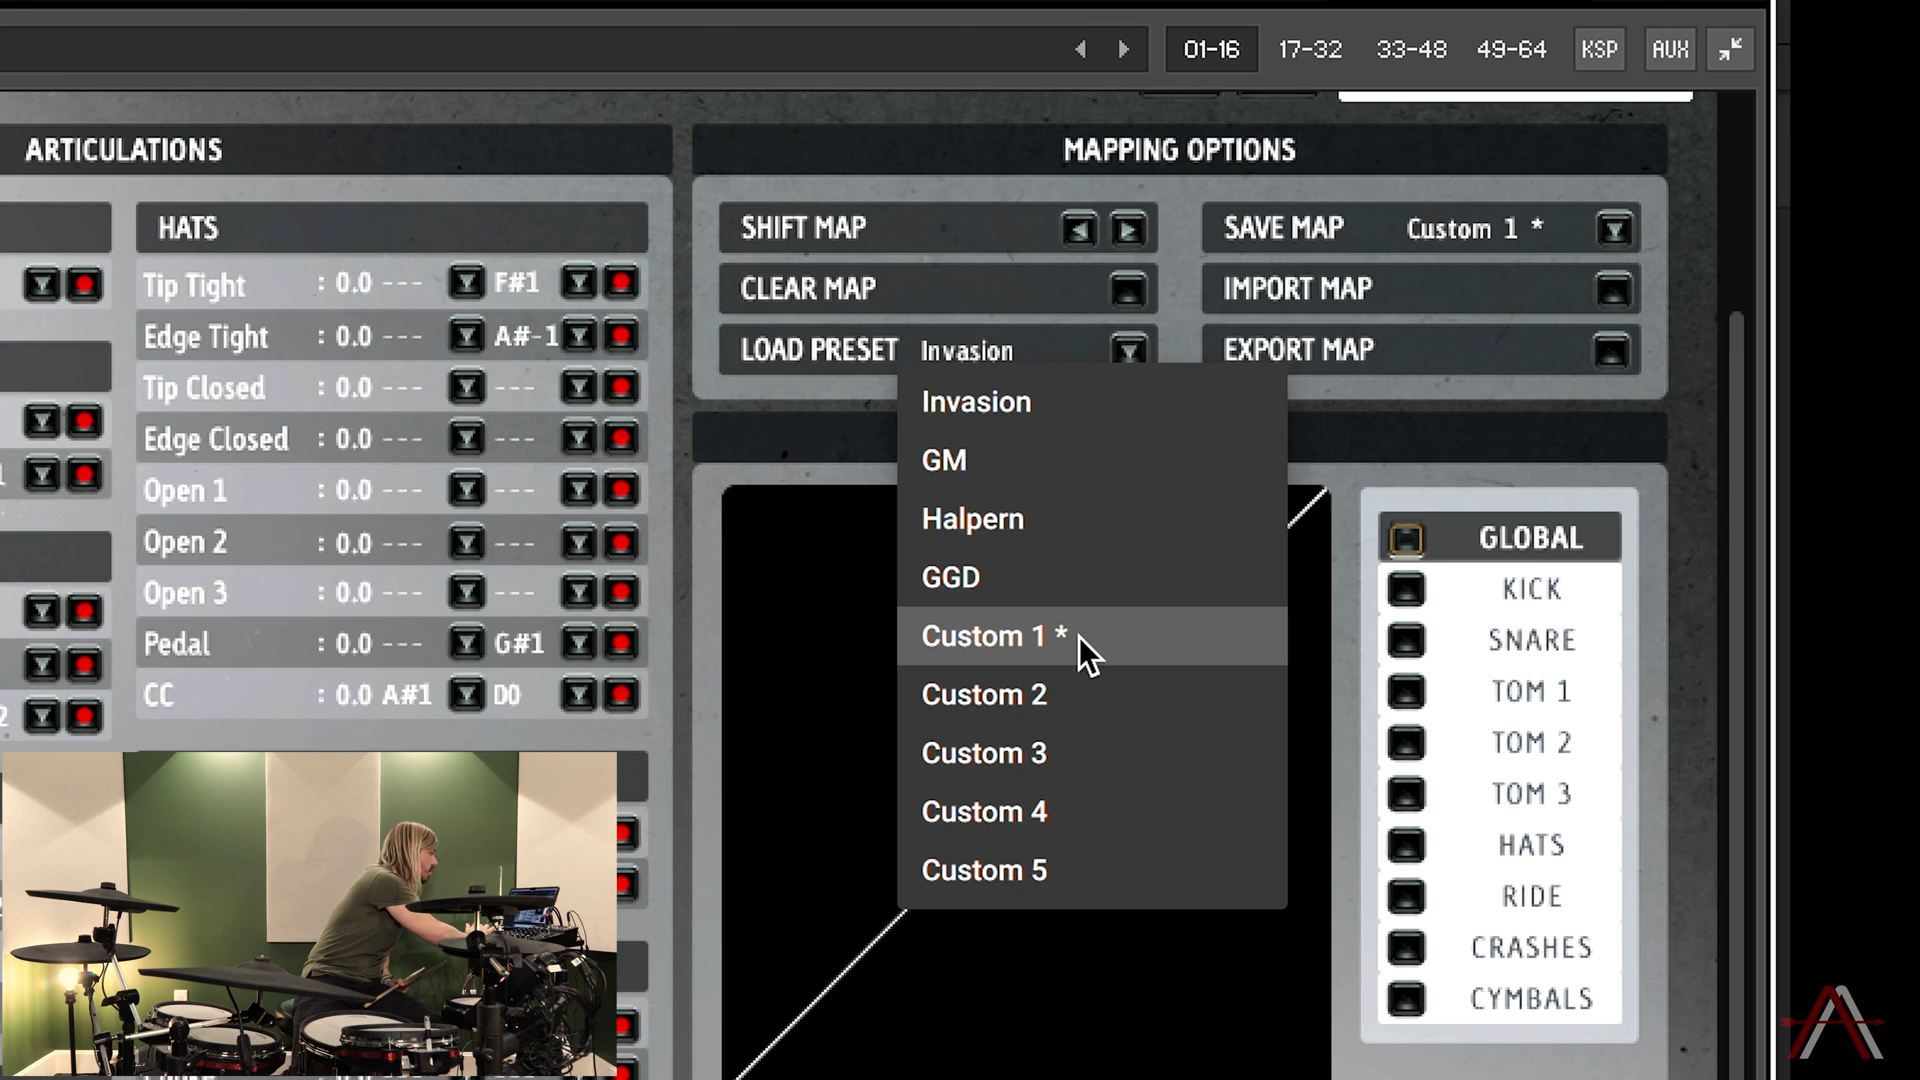 01-16 17-32 33-48 49-64 KSP AUX
ARTICULATIONS
HATS
Tip Tight : 0.0 --- F#1
Edge Tight : 0.0 --- A#-1
Tip Closed : 0.0 --- ---
Edge Closed : 0.0 --- ---
Open 1 : 0.0 --- ---
Open 2 : 0.0 --- ---
Open 3 : 0.0 --- ---
Pedal : 0.0 --- G#1
CC : 0.0 A#1 D0
MAPPING OPTIONS
SHIFT MAP
CLEAR MAP
LOAD PRESET Invasion
SAVE MAP Custom 1 *
IMPORT MAP
EXPORT MAP
Invasion
GM
Halpern
GGD
Custom 1 *
Custom 2
Custom 3
Custom 4
Custom 5
GLOBAL
KICK
SNARE
TOM 1
TOM 2
TOM 3
HATS
RIDE
CRASHES
CYMBALS